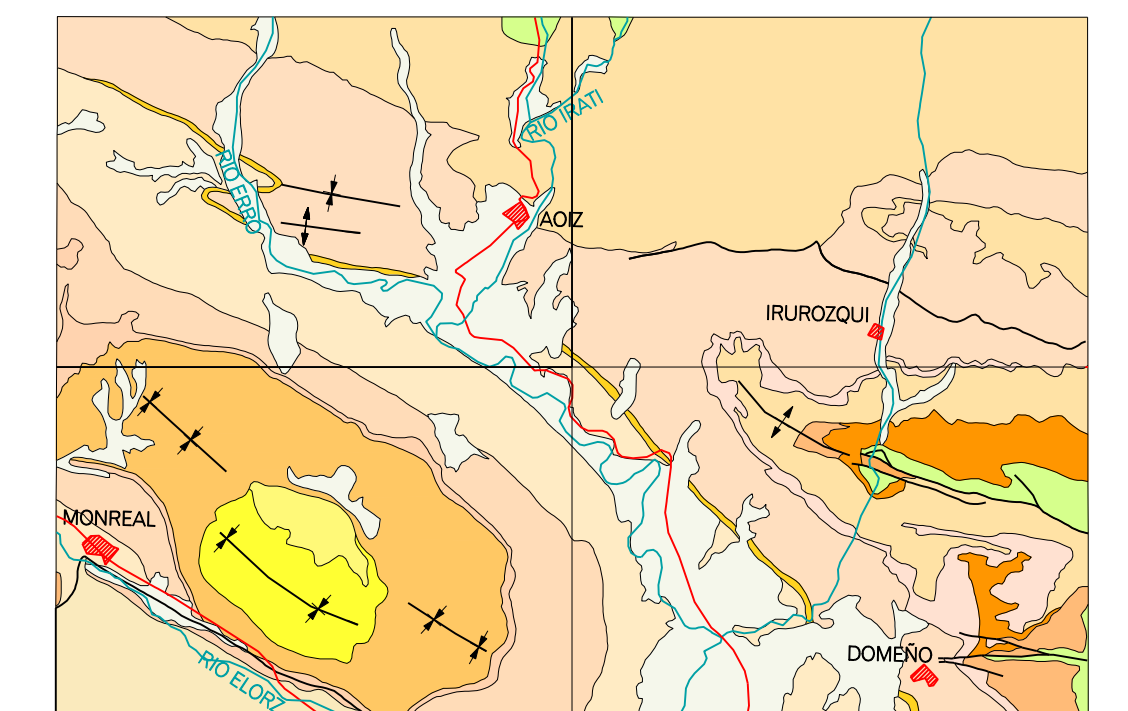 RIO IRATI
RIO ERRO
AOIZ
IRUROZQUI
MONREAL
DOMEÑO
RIO ELORZ